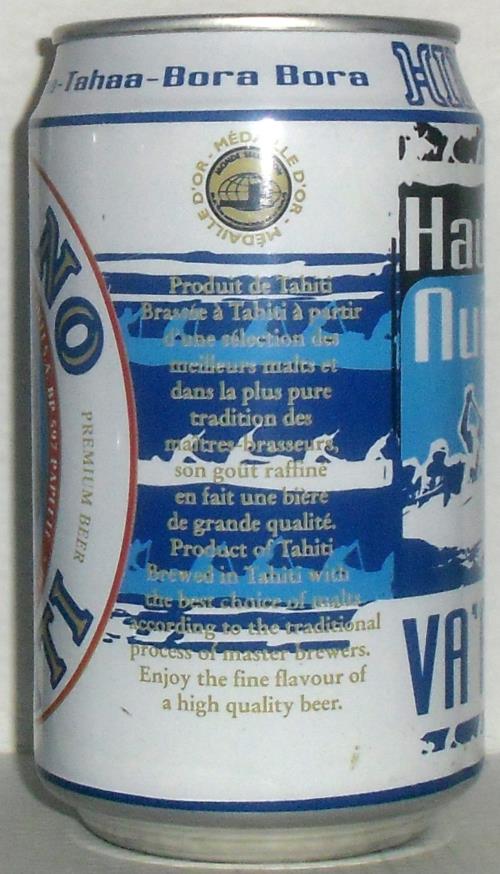 -Tahaa-Bora Bora
MÉDAILLE D'OR - MÉDAILLE D'OR -
Produit de Tahiti
Brassée à Tahiti à partir
d'une sélection des
meilleurs malts et
dans la plus pure
tradition des
maîtres-brasseurs,
son goût raffiné
en fait une bière
de grande qualité.
Product of Tahiti
Brewed in Tahiti with
the best choice of malts
according to the traditional
process of master brewers.
Enjoy the fine flavour of
a high quality beer.
NO
PREMIUM BEER
TI
Hau
Nu
VA'